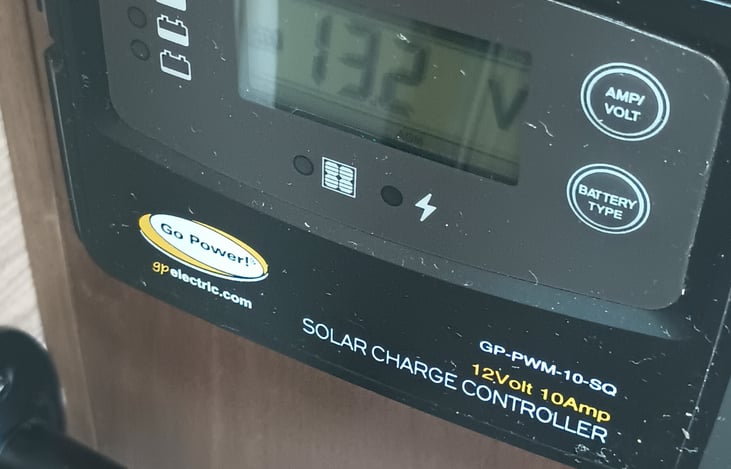 13.2 V
AMP/
VOLT
BATTERY
TYPE
Go Power!
gpelectric.com
GP-PWM-10-SQ
12Volt 10Amp
SOLAR CHARGE CONTROLLER